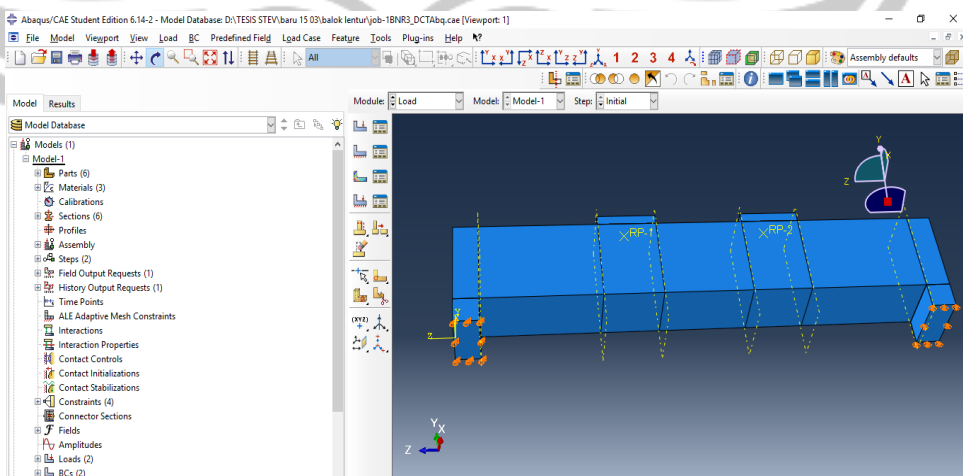 Abaqus/CAE Student Edition 6.14-2 - Model Database: D:\TESIS STEV\baru 15 03\balok lentur\job-1BNR3_DCTAbq.cae [Viewport: 1]
File Model Viewport View Load BC Predefined Field Load Case Feature Tools Plug-ins Help
All 1 2 3 4 Assembly defaults
Model Results
Module: Load Model: Model-1 Step: Initial
Model Database
Models (1)
Model-1
Parts (6)
Materials (3)
Calibrations
Sections (6)
Profiles
Assembly
Steps (2)
Field Output Requests (1)
History Output Requests (1)
Time Points
ALE Adaptive Mesh Constraints
Interactions
Interaction Properties
Contact Controls
Contact Initializations
Contact Stabilizations
Constraints (4)
Connector Sections
Fields
Amplitudes
Loads (2)
BCs (2)
(XYZ)
Y
X
Z
RP-1
RP-2
Y
Z
Y
X
Z